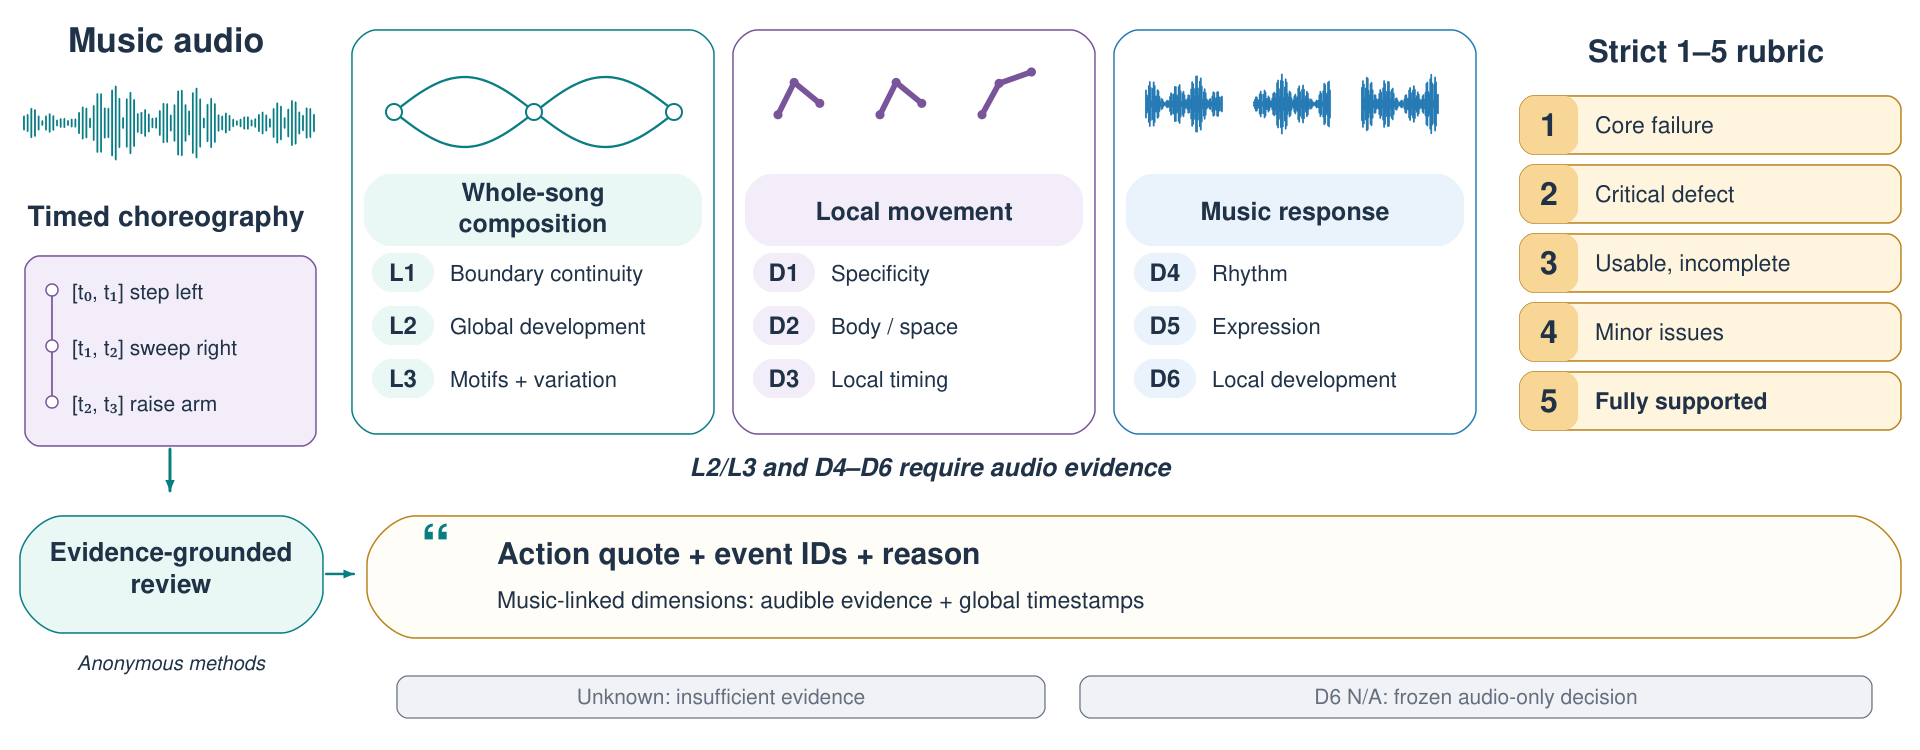 Music audio
Timed choreography
[t₀, t₁] step left
[t₁, t₂] sweep right
[t₂, t₃] raise arm
Whole-song
composition
L1 Boundary continuity
L2 Global development
L3 Motifs + variation
Local movement
D1 Specificity
D2 Body / space
D3 Local timing
Music response
D4 Rhythm
D5 Expression
D6 Local development
Strict 1–5 rubric
1 Core failure
2 Critical defect
3 Usable, incomplete
4 Minor issues
5 Fully supported
L2/L3 and D4–D6 require audio evidence
Evidence-grounded
review
Anonymous methods
“
Action quote + event IDs + reason
Music-linked dimensions: audible evidence + global timestamps
Unknown: insufficient evidence
D6 N/A: frozen audio-only decision